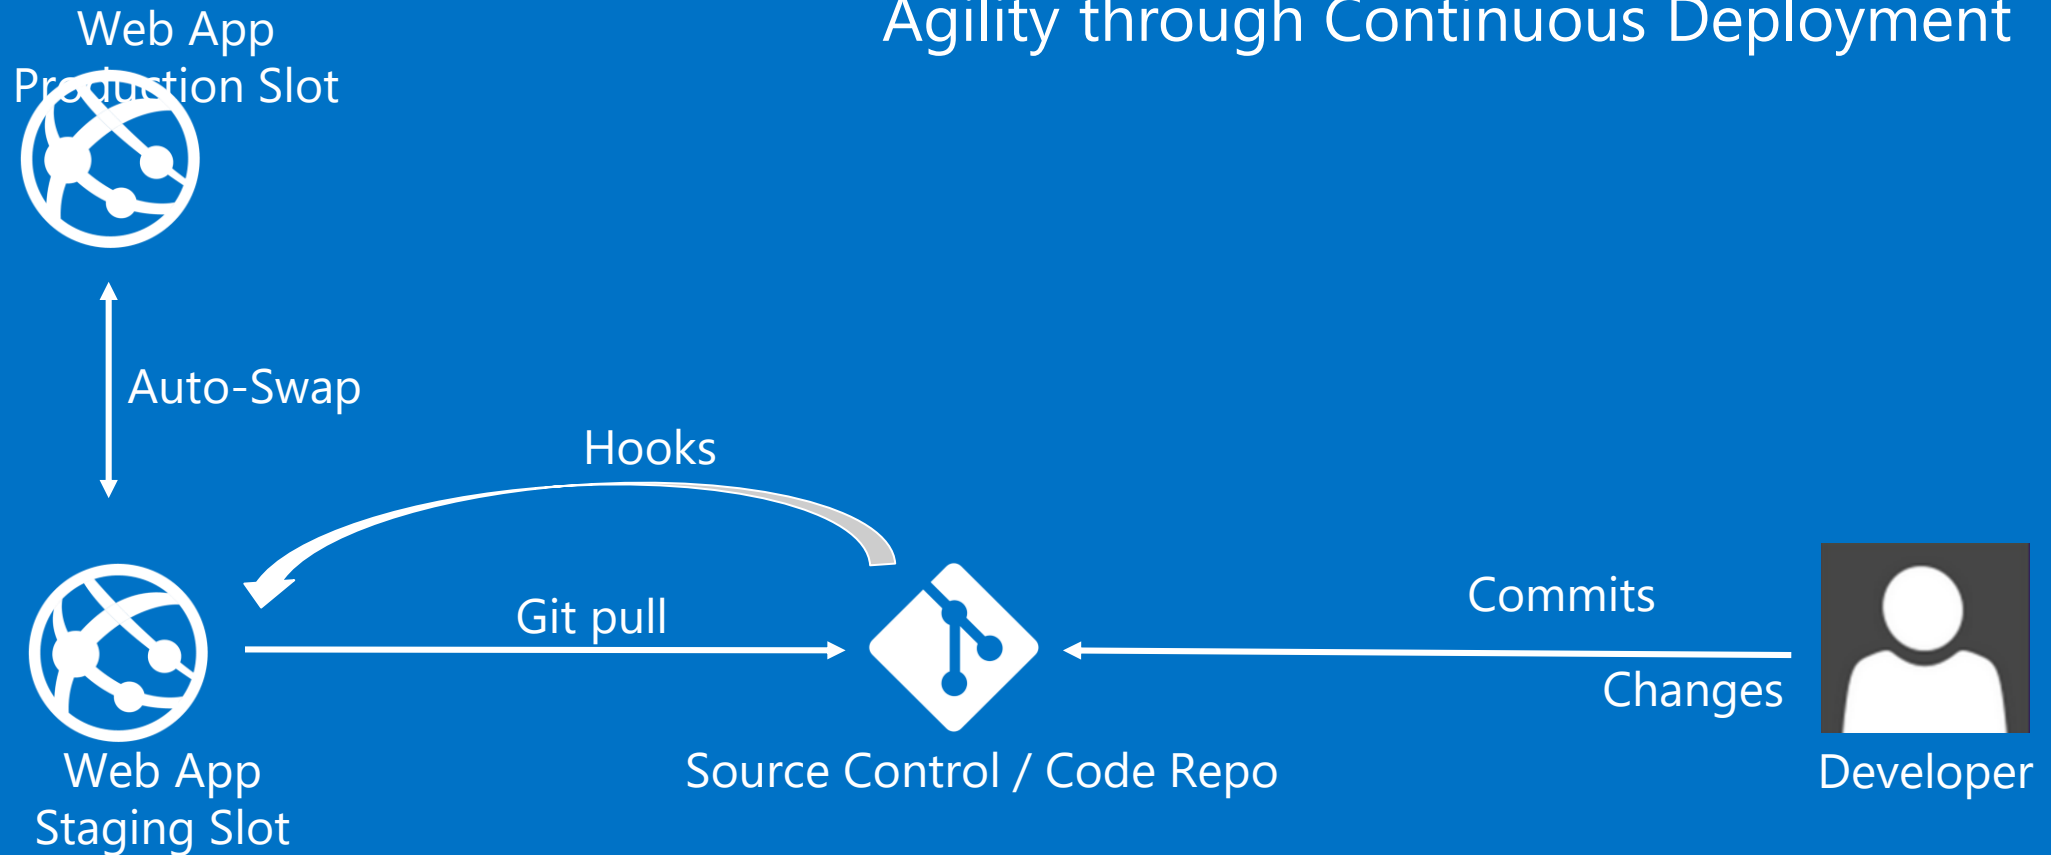 Agility through Continuous Deployment
Web App
Production Slot
Auto-Swap
Hooks
Git pull
Commits
Changes
Web App
Staging Slot
Source Control / Code Repo
Developer